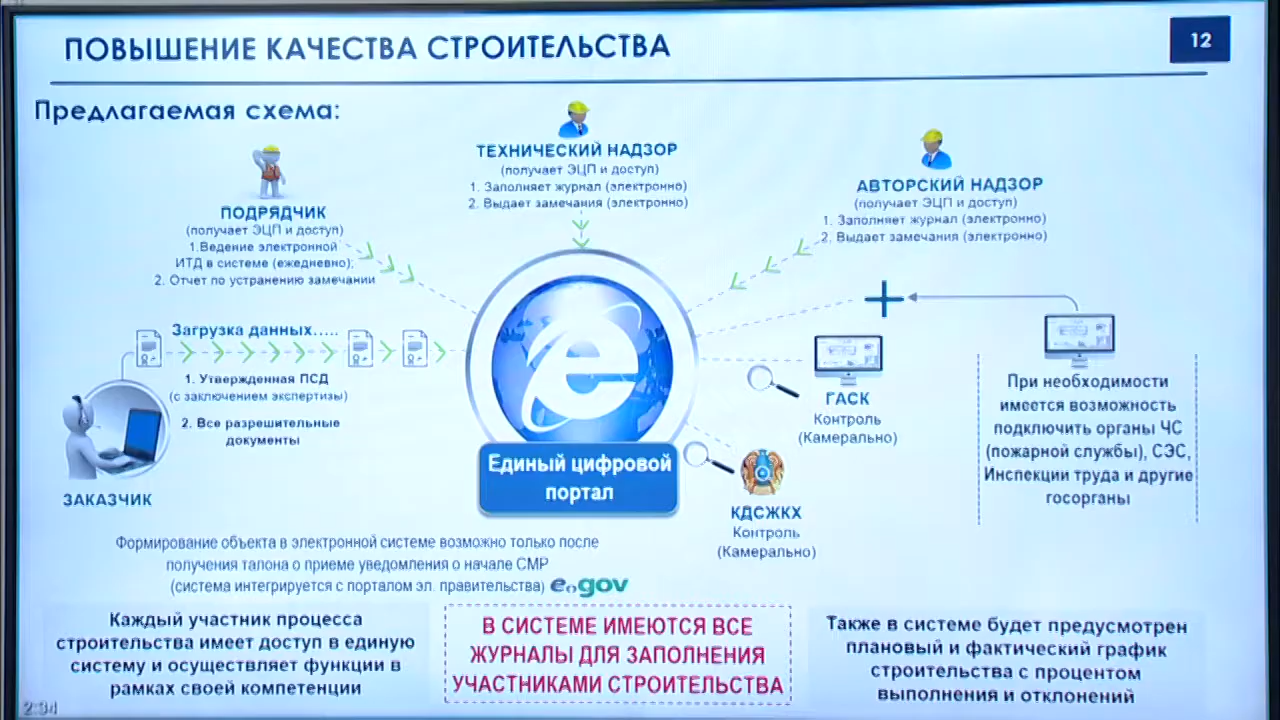 ПОВЫШЕНИЕ КАЧЕСТВА СТРОИТЕЛЬСТВА
12
Предлагаемая схема:
ТЕХНИЧЕСКИЙ НАДЗОР
(получает ЭЦП и доступ)
1. Заполняет журнал (электронно)
2. Выдает замечания (электронно)
АВТОРСКИЙ НАДЗОР
(получает ЭЦП и доступ)
1. Заполняет журнал (электронно)
2. Выдает замечания (электронно)
ПОДРЯДЧИК
(получает ЭЦП и доступ)
1.Ведение электронной
ИТД в системе (ежедневно);
2. Отчет по устранению замечании
Загрузка данных.....
1. Утвержденная ПСД
(с заключением экспертизы)
2. Все разрешительные
документы
ЗАКАЗЧИК
Единый цифровой
портал
ГАСК
Контроль
(Камерально)
КДСЖКХ
Контроль
(Камерально)
При необходимости
имеется возможность
подключить органы ЧС
(пожарной службы), СЭС,
Инспекции труда и другие
госорганы
Формирование объекта в электронной системе возможно только после
получения талона о приеме уведомления о начале СМР
(система интегрируется с порталом эл. правительства) e.gov
Каждый участник процесса
строительства имеет доступ в единую
систему и осуществляет функции в
рамках своей компетенции
В СИСТЕМЕ ИМЕЮТСЯ ВСЕ
ЖУРНАЛЫ ДЛЯ ЗАПОЛНЕНИЯ
УЧАСТНИКАМИ СТРОИТЕЛЬСТВА
Также в системе будет предусмотрен
плановый и фактический график
строительства с процентом
выполнения и отклонений
2:34